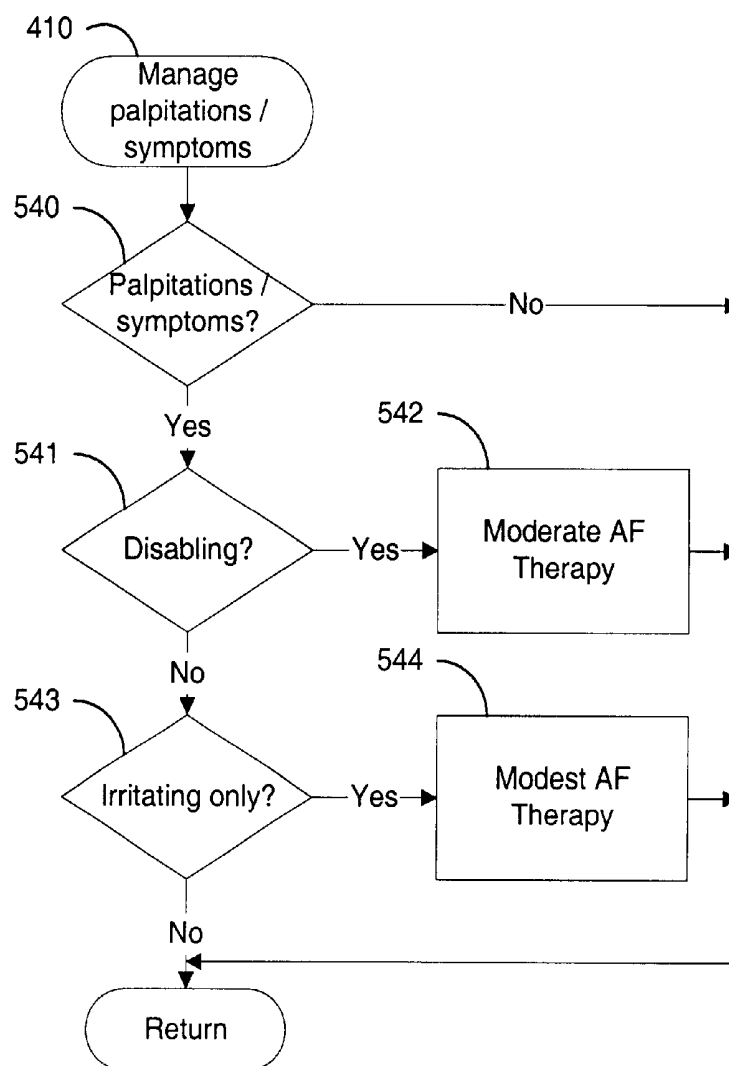 410
Manage
palpitations /
symptoms
540
Palpitations /
symptoms?
No
Yes
541
Disabling?
Yes
542
Moderate AF
Therapy
No
543
Irritating only?
Yes
544
Modest AF
Therapy
No
Return